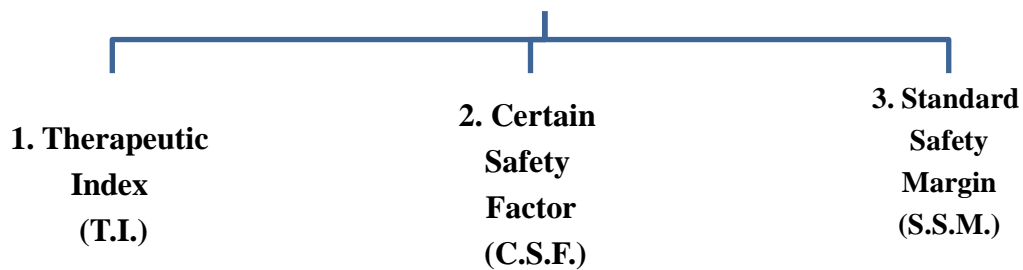 1. Therapeutic
Index
(T.I.)
2. Certain
Safety
Factor
(C.S.F.)
3. Standard
Safety
Margin
(S.S.M.)